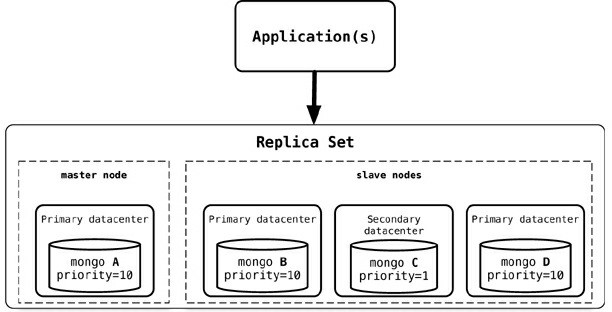 Application(s)
Replica Set
master node
slave nodes
Primary datacenter
mongo A
priority=10
Primary datacenter
mongo B
priority=10
Secondary
datacenter
mongo C
priority=1
Primary datacenter
mongo D
priority=10